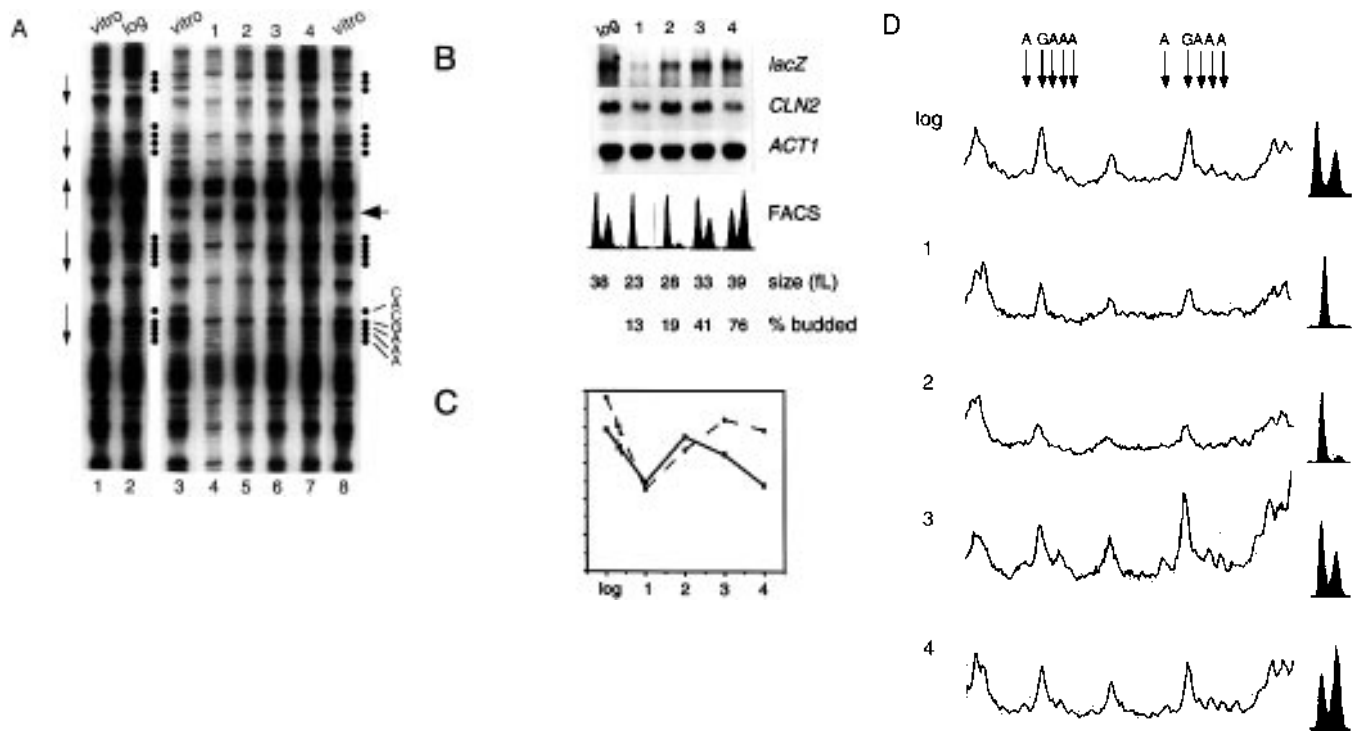 A
vitro log vitro 1 2 3 4 vitro
1 2 3 4 5 6 7 8
B
log 1 2 3 4
lacZ
CLN2
ACT1
FACS
38 23 28 33 39 size (fL)
13 19 41 76 % budded
C
log 1 2 3 4
D
A GAAA A GAAA
log
1
2
3
4